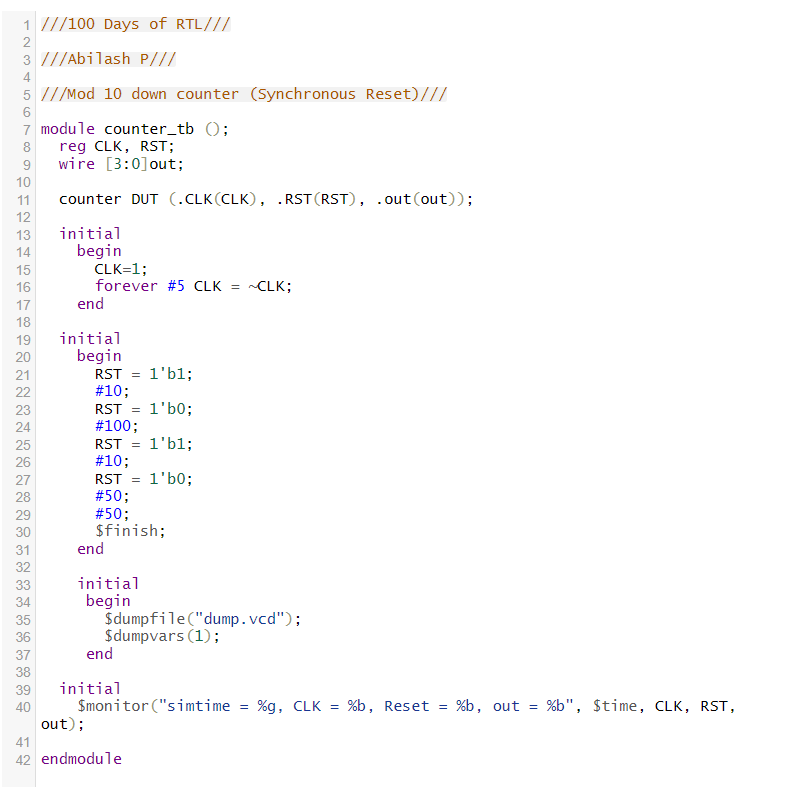 1 ///100 Days of RTL///
2
3 ///Abilash P///
4
5 ///Mod 10 down counter (Synchronous Reset)///
6
7 module counter_tb ();
8   reg CLK, RST;
9   wire [3:0]out;
10
11   counter DUT (.CLK(CLK), .RST(RST), .out(out));
12
13   initial
14     begin
15       CLK=1;
16       forever #5 CLK = ~CLK;
17     end
18
19   initial
20     begin
21       RST = 1'b1;
22       #10;
23       RST = 1'b0;
24       #100;
25       RST = 1'b1;
26       #10;
27       RST = 1'b0;
28       #50;
29       #50;
30       $finish;
31     end
32
33     initial
34      begin
35        $dumpfile("dump.vcd");
36        $dumpvars(1);
37      end
38
39   initial
40     $monitor("simtime = %g, CLK = %b, Reset = %b, out = %b", $time, CLK, RST,
out);
41
42 endmodule